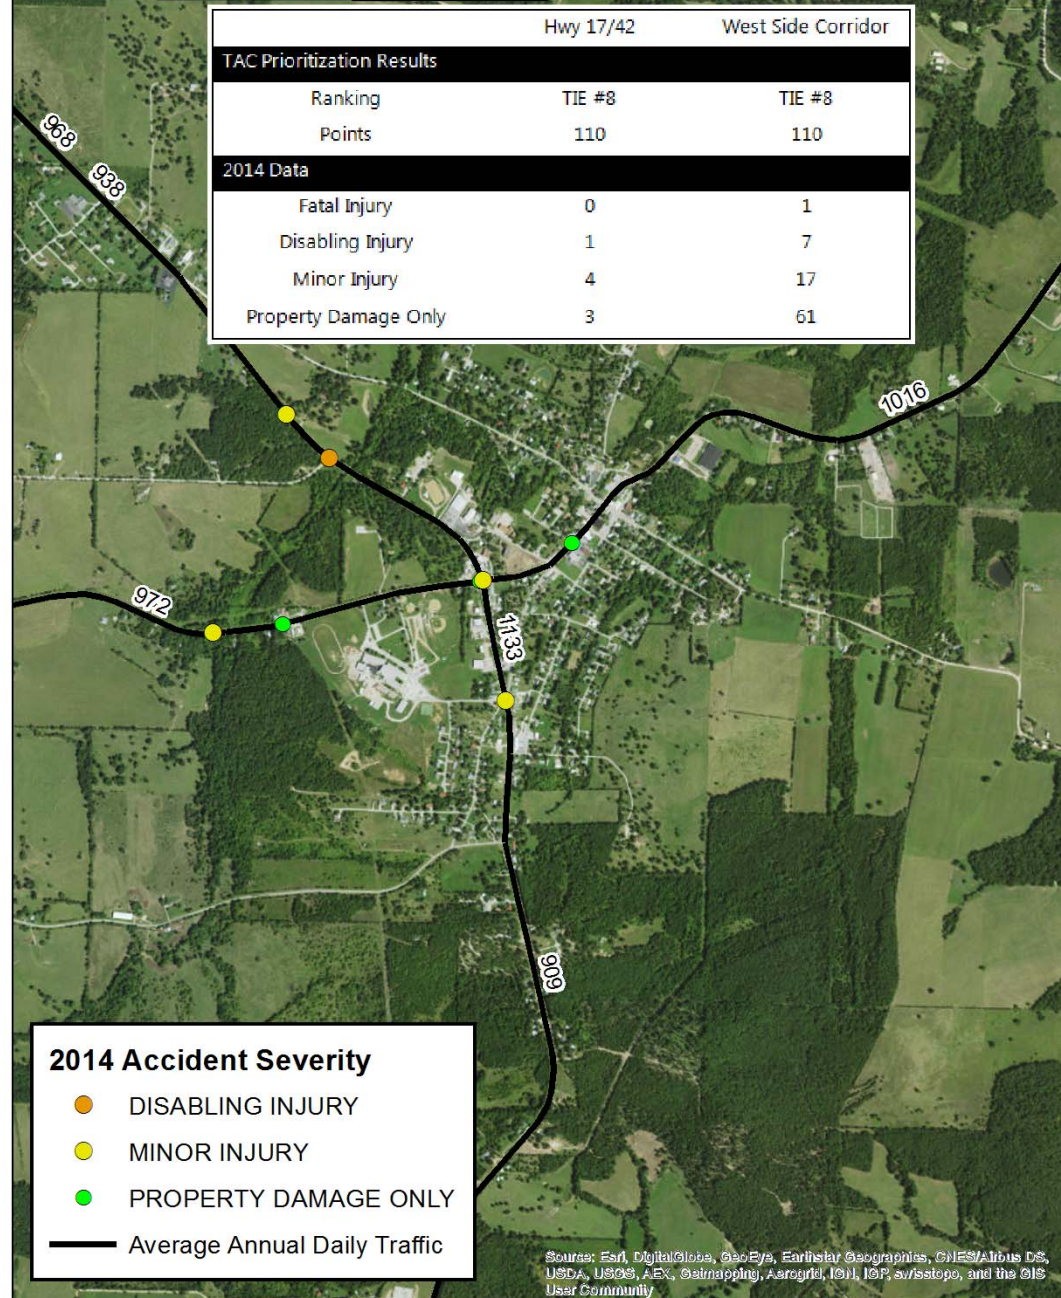 Hwy 17/42 West Side Corridor
TAC Prioritization Results
Ranking TIE #8 TIE #8
Points 110 110
2014 Data
Fatal Injury 0 1
Disabling Injury 1 7
Minor Injury 4 17
Property Damage Only 3 61
968
938
1016
972
1133
909
2014 Accident Severity
DISABLING INJURY
MINOR INJURY
PROPERTY DAMAGE ONLY
Average Annual Daily Traffic
Source: Esri, DigitalGlobe, GeoEye, Earthstar Geographics, CNES/Airbus DS,
USDA, USGS, AEX, Getmapping, Aerogrid, IGN, IGP, swisstopo, and the GIS
User Community